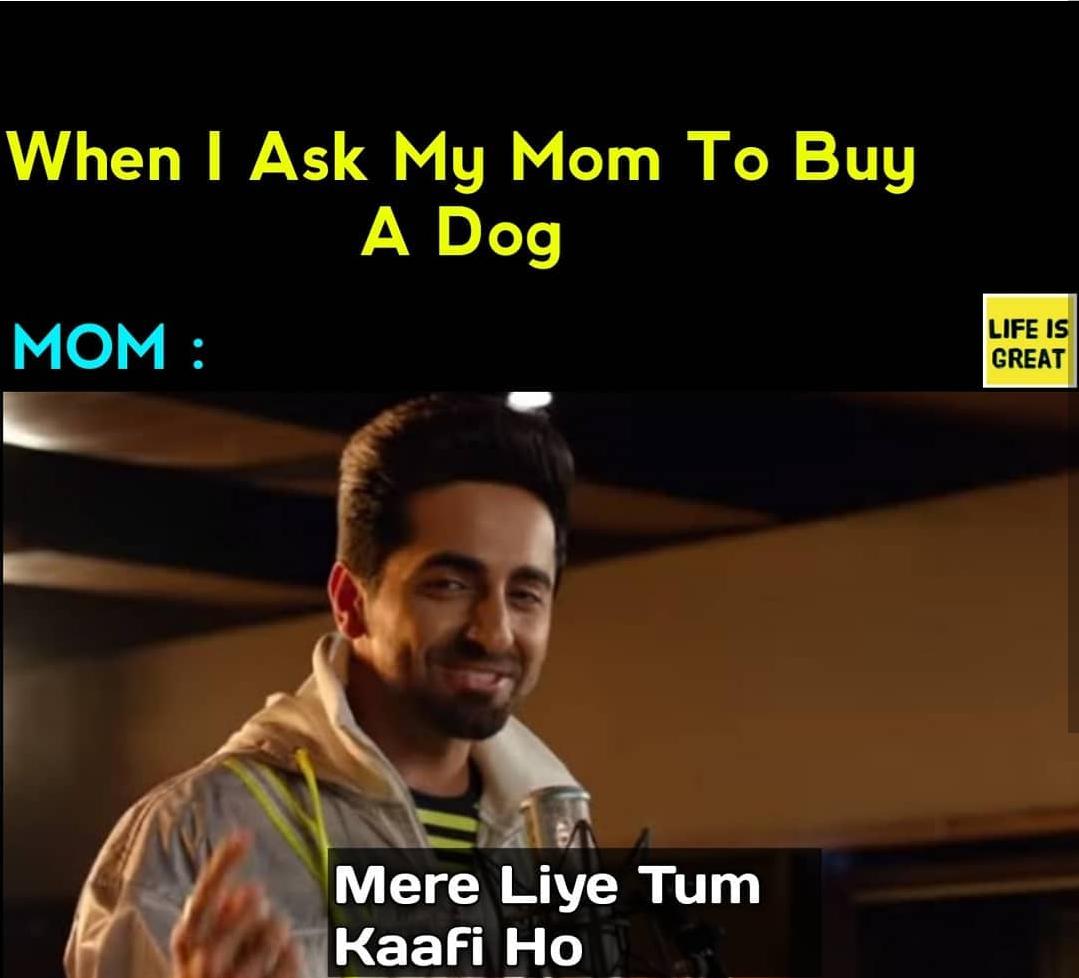 When I Ask My Mom To Buy
A Dog
MOM :
LIFE IS
GREAT
Mere Liye Tum
Kaafi Ho